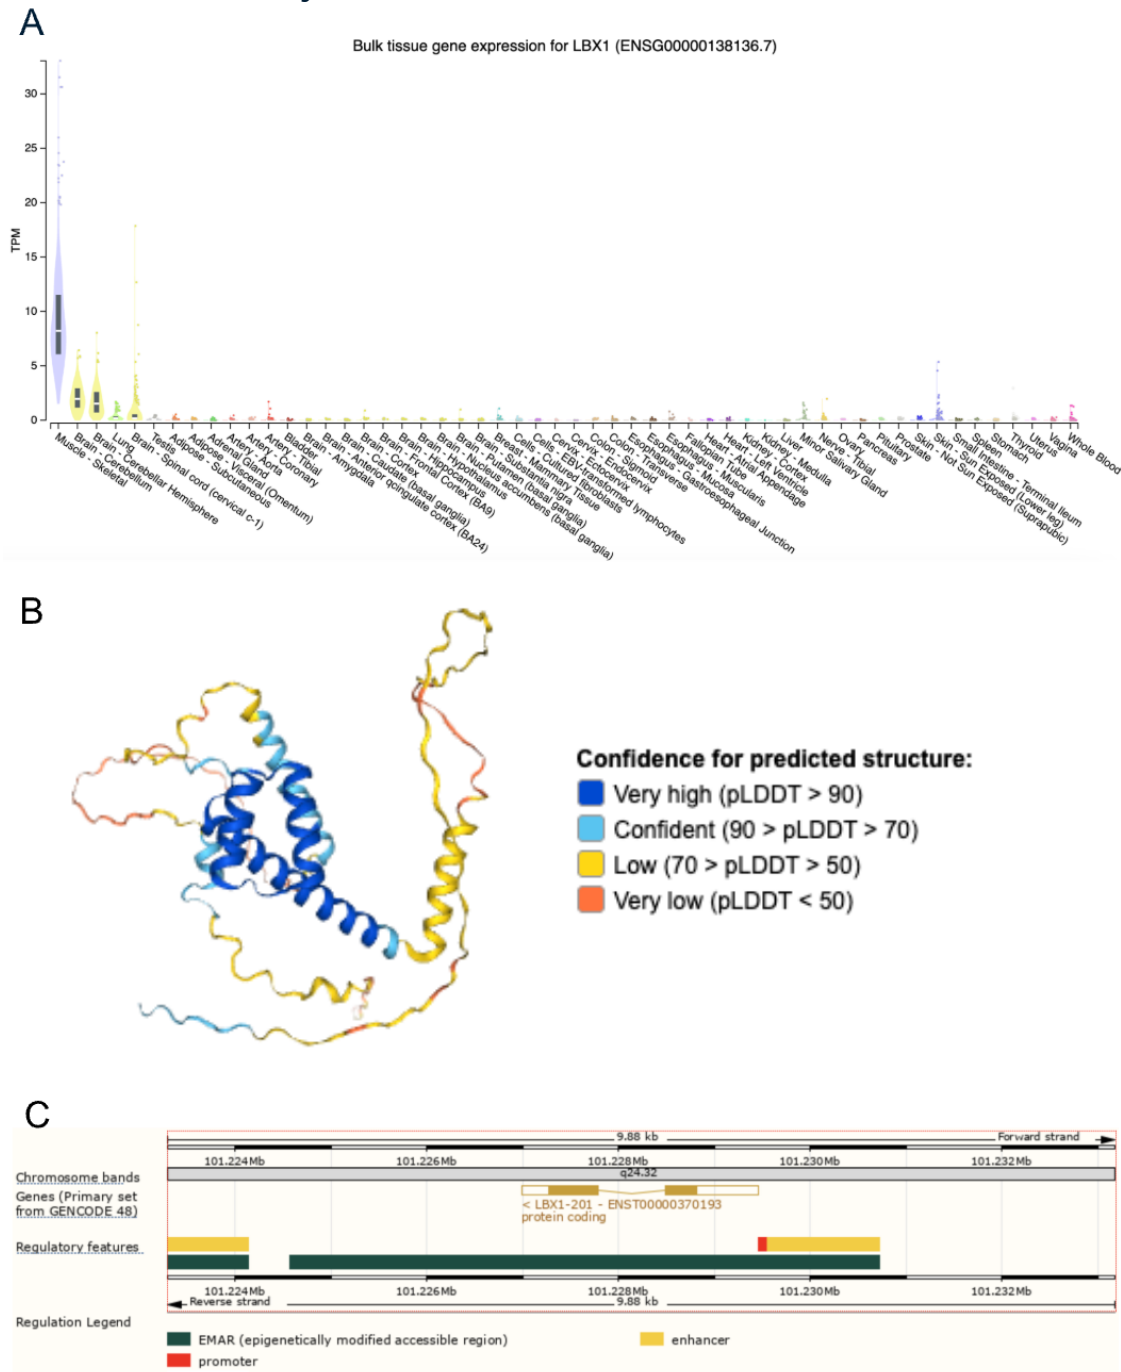 A
Bulk tissue gene expression for LBX1 (ENSG00000138136.7)
30
25
20
15
10
5
0
TPM
Muscle - Skeletal
Brain - Cerebellum
Brain - Cerebellar Hemisphere
Lung
Brain - Spinal cord (cervical c-1)
Testis
Adipose - Subcutaneous
Adipose - Visceral (Omentum)
Adrenal Gland
Artery - Aorta
Artery - Coronary
Artery - Tibial
Bladder
Brain - Amygdala
Brain - Anterior cingulate cortex (BA24)
Brain - Caudate (basal ganglia)
Brain - Cortex
Brain - Frontal Cortex (BA9)
Brain - Hippocampus
Brain - Hypothalamus
Brain - Nucleus accumbens (basal ganglia)
Brain - Putamen (basal ganglia)
Brain - Substantia nigra
Breast - Mammary Tissue
Cells - Cultured fibroblasts
Cells - EBV-transformed lymphocytes
Cervix - Ectocervix
Cervix - Endocervix
Colon - Sigmoid
Colon - Transverse
Esophagus - Gastroesophageal Junction
Esophagus - Mucosa
Esophagus - Muscularis
Fallopian Tube
Heart - Atrial Appendage
Heart - Left Ventricle
Kidney - Cortex
Kidney - Medulla
Liver
Minor Salivary Gland
Nerve - Tibial
Ovary
Pancreas
Pituitary
Prostate
Skin - Not Sun Exposed (Suprapubic)
Skin - Sun Exposed (Lower leg)
Small Intestine - Terminal Ileum
Spleen
Stomach
Thyroid
Uterus
Vagina
Whole Blood
B
Confidence for predicted structure:
Very high (pLDDT > 90)
Confident (90 > pLDDT > 70)
Low (70 > pLDDT > 50)
Very low (pLDDT < 50)
C
9.88 kb Forward strand
101.224Mb 101.226Mb 101.228Mb 101.230Mb 101.232Mb
Chromosome bands q24.32
Genes (Primary set
from GENCODE 48)
< LBX1-201 - ENST00000370193
protein coding
Regulatory features
101.224Mb 101.226Mb 101.228Mb 101.230Mb 101.232Mb
Reverse strand 9.88 kb
Regulation Legend
EMAR (epigenetically modified accessible region)
enhancer
promoter